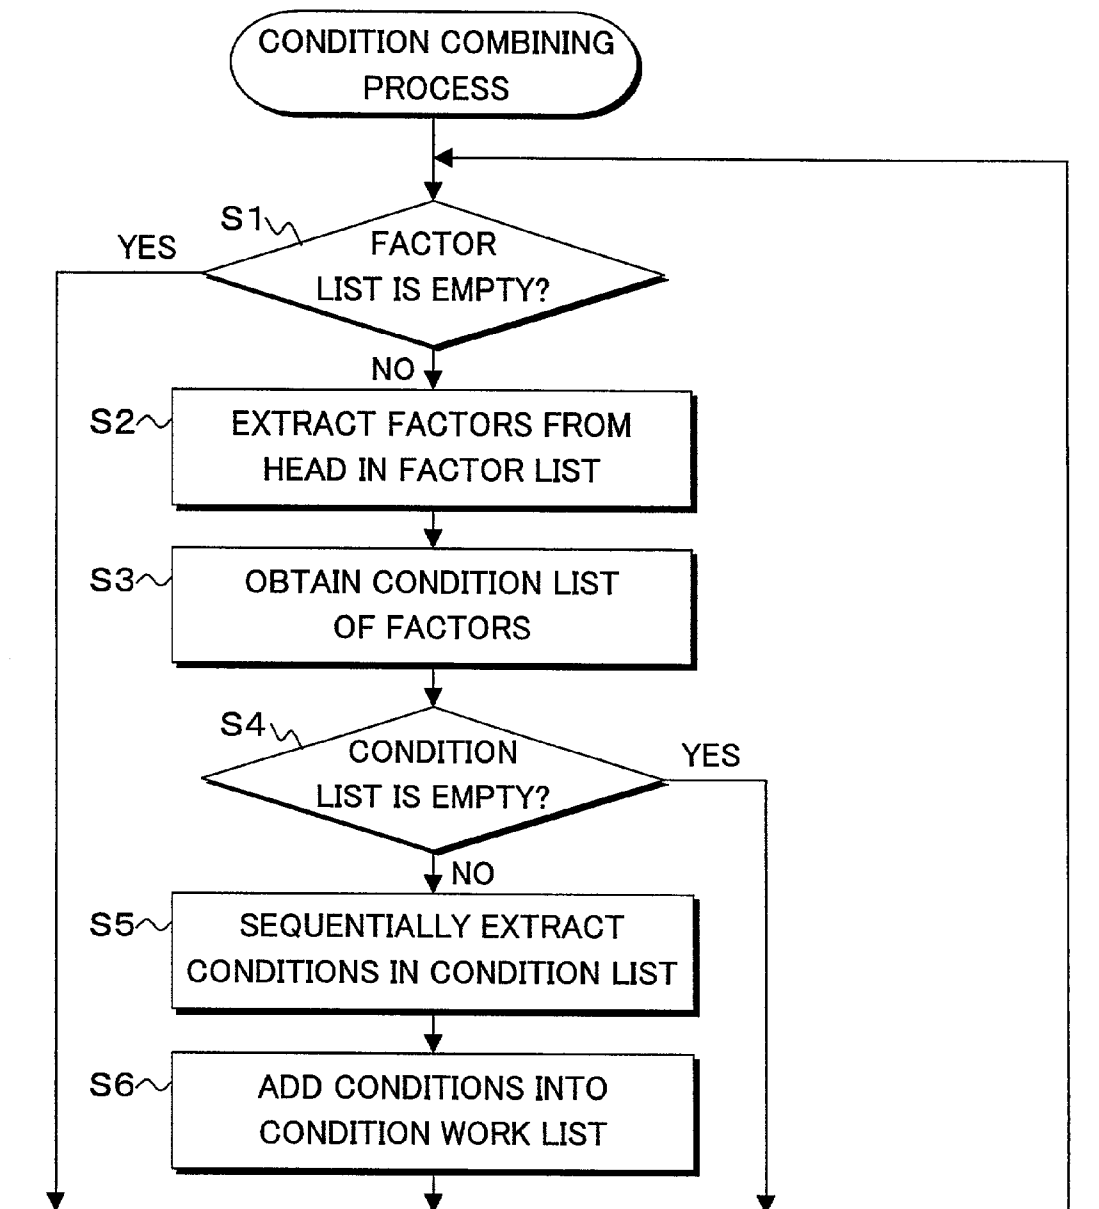 CONDITION COMBINING
PROCESS
S1
YES
FACTOR
LIST IS EMPTY?
NO
S2
EXTRACT FACTORS FROM
HEAD IN FACTOR LIST
S3
OBTAIN CONDITION LIST
OF FACTORS
S4
CONDITION
LIST IS EMPTY?
YES
NO
S5
SEQUENTIALLY EXTRACT
CONDITIONS IN CONDITION LIST
S6
ADD CONDITIONS INTO
CONDITION WORK LIST